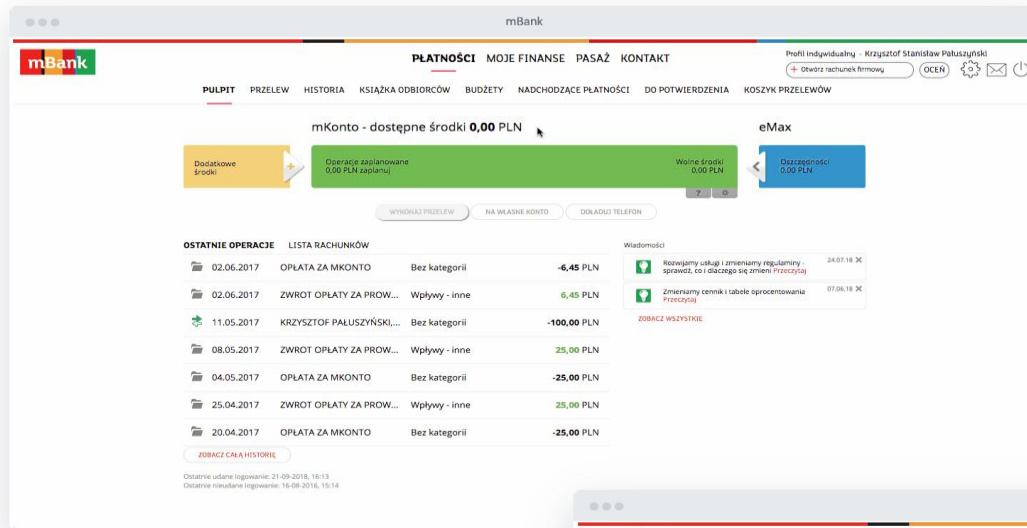 mBank
mBank
PŁATNOŚCI MOJE FINANSE PASAŻ KONTAKT
Profil indywidualny - Krzysztof Stanisław Pałuszyński
+ Otwórz rachunek firmowy
OCEŃ
PULPIT PRZELEW HISTORIA KSIĄŻKA ODBIORCÓW BUDŻETY NADCHODZĄCE PŁATNOŚCI DO POTWIERDZENIA KOSZYK PRZELEWÓW
mKonto - dostępne środki 0,00 PLN
eMax
Dodatkowe
środki
+
Operacje zaplanowane
0,00 PLN zaplanuj
Wolne środki
0,00 PLN
Oszczędności
0.00 PLN
?
WYKONAJ PRZELEW
NA WŁASNE KONTO
DOŁADUJ TELEFON
OSTATNIE OPERACJE LISTA RACHUNKÓW
02.06.2017 OPŁATA ZA MKONTO Bez kategorii -6,45 PLN
02.06.2017 ZWROT OPŁATY ZA PROW... Wpływy - inne 6,45 PLN
11.05.2017 KRZYSZTOF PAŁUSZYŃSKI,... Bez kategorii -100,00 PLN
08.05.2017 ZWROT OPŁATY ZA PROW... Wpływy - inne 25,00 PLN
04.05.2017 OPŁATA ZA MKONTO Bez kategorii -25,00 PLN
25.04.2017 ZWROT OPŁATY ZA PROW... Wpływy - inne 25,00 PLN
20.04.2017 OPŁATA ZA MKONTO Bez kategorii -25,00 PLN
ZOBACZ CAŁĄ HISTORIĘ
Ostatnie udane logowanie: 21-09-2018, 16:13
Ostatnie nieudane logowanie: 16-08-2016, 15:14
Wiadomości
Rozwijamy usługi i zmieniamy regulaminy -
sprawdź, co i dlaczego się zmieni Przeczytaj
24.07.18
Zmieniamy cennik i tabele oprocentowania
Przeczytaj
07.06.18
ZOBACZ WSZYSTKIE